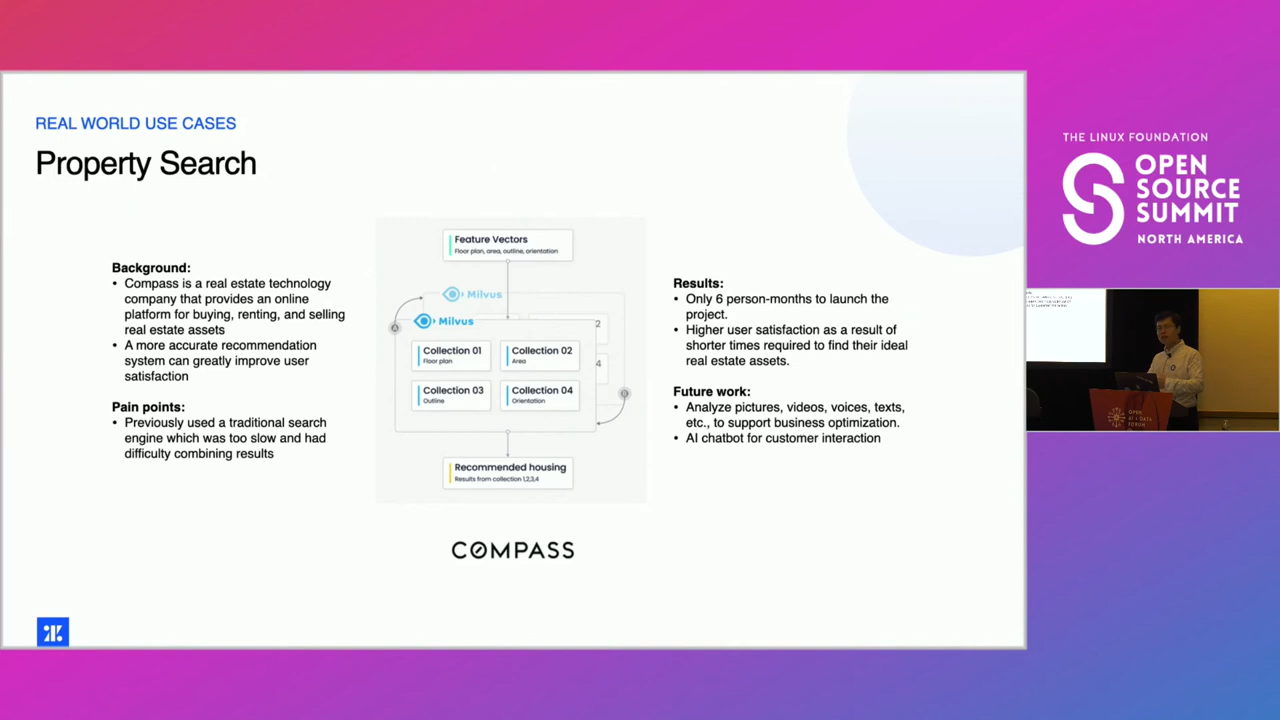 REAL WORLD USE CASES
Property Search
Background:
• Compass is a real estate technology
company that provides an online
platform for buying, renting, and selling
real estate assets
• A more accurate recommendation
system can greatly improve user
satisfaction
Pain points:
• Previously used a traditional search
engine which was too slow and had
difficulty combining results
Feature Vectors
Floor plan, area, outline, orientation
Milvus
Milvus
A
2
Collection 01
Floor plan
Collection 02
Area
4
Collection 03
Outline
Collection 04
Orientation
Recommended housing
Results from collection 1,2,3,4
COMPASS
Results:
• Only 6 person-months to launch the
project.
• Higher user satisfaction as a result of
shorter times required to find their ideal
real estate assets.
Future work:
• Analyze pictures, videos, voices, texts,
etc., to support business optimization.
• AI chatbot for customer interaction
THE LINUX FOUNDATION
OPEN
SOURCE
SUMMIT
NORTH AMERICA
OPEN
AI + DATA
FORUM